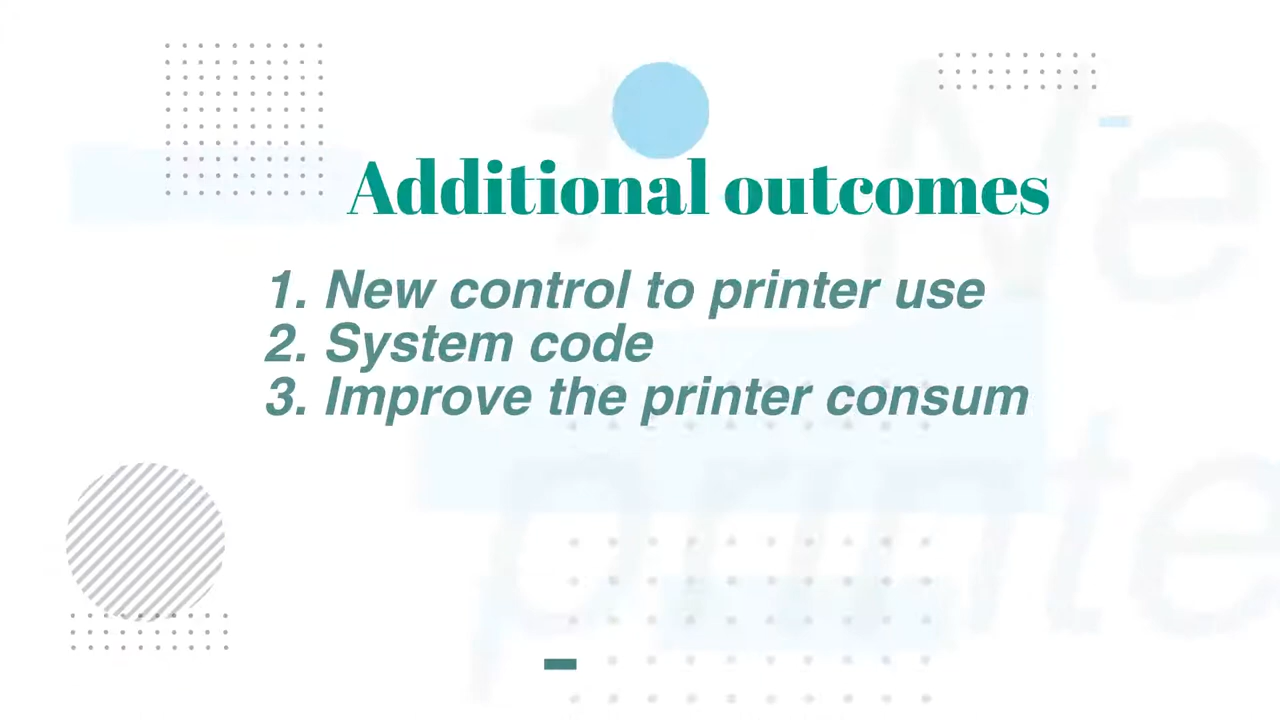 Additional outcomes
1. New control to printer use
2. System code
3. Improve the printer consum